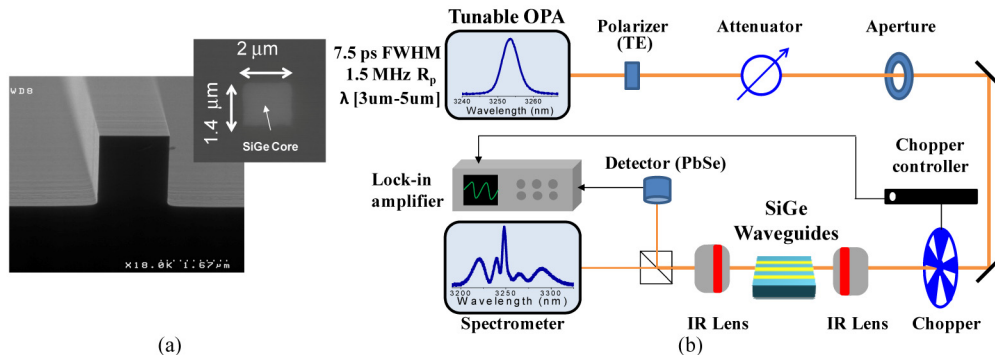 WD8
2 μm
1.4 μm
SiGe Core
X18.0K 1.67μm
(a)
Tunable OPA
7.5 ps FWHM
1.5 MHz Rp
λ [3um-5um]
3240 3250 3260
Wavelength (nm)
Polarizer
(TE)
Attenuator
Aperture
Chopper
controller
Detector (PbSe)
Lock-in
amplifier
SiGe
Waveguides
3200 3250 3300
Wavelength (nm)
Spectrometer
IR Lens
IR Lens
Chopper
(b)